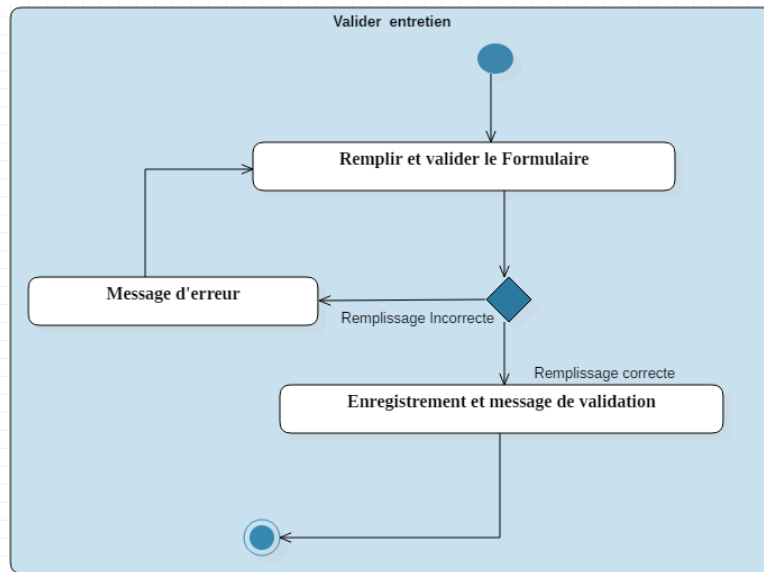 Valider entretien
Remplir et valider le Formulaire
Message d'erreur
Remplissage Incorrecte
Remplissage correcte
Enregistrement et message de validation